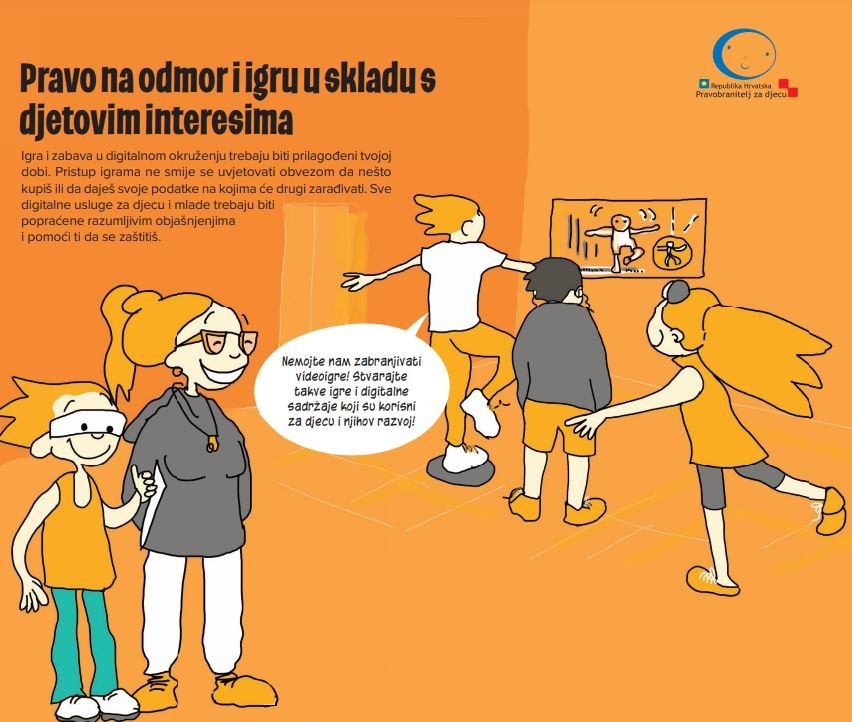 Pravo na odmor i igru u skladu s
djetovim interesima
Igra i zabava u digitalnom okruženju trebaju biti prilagođeni tvojoj
dobi. Pristup igrama ne smije se uvjetovati obvezom da nešto
kupiš ili da daješ svoje podatke na kojima će drugi zarađivati. Sve
digitalne usluge za djecu i mlade trebaju biti
popraćene razumljivim objašnjenjima
i pomoći ti da se zaštitiš.
Republika Hrvatska
Pravobranitelj za djecu
Nemojte nam zabranjivati
videoigre! Stvarajte
takve igre i digitalne
sadržaje koji su korisni
za djecu i njihov razvoj!